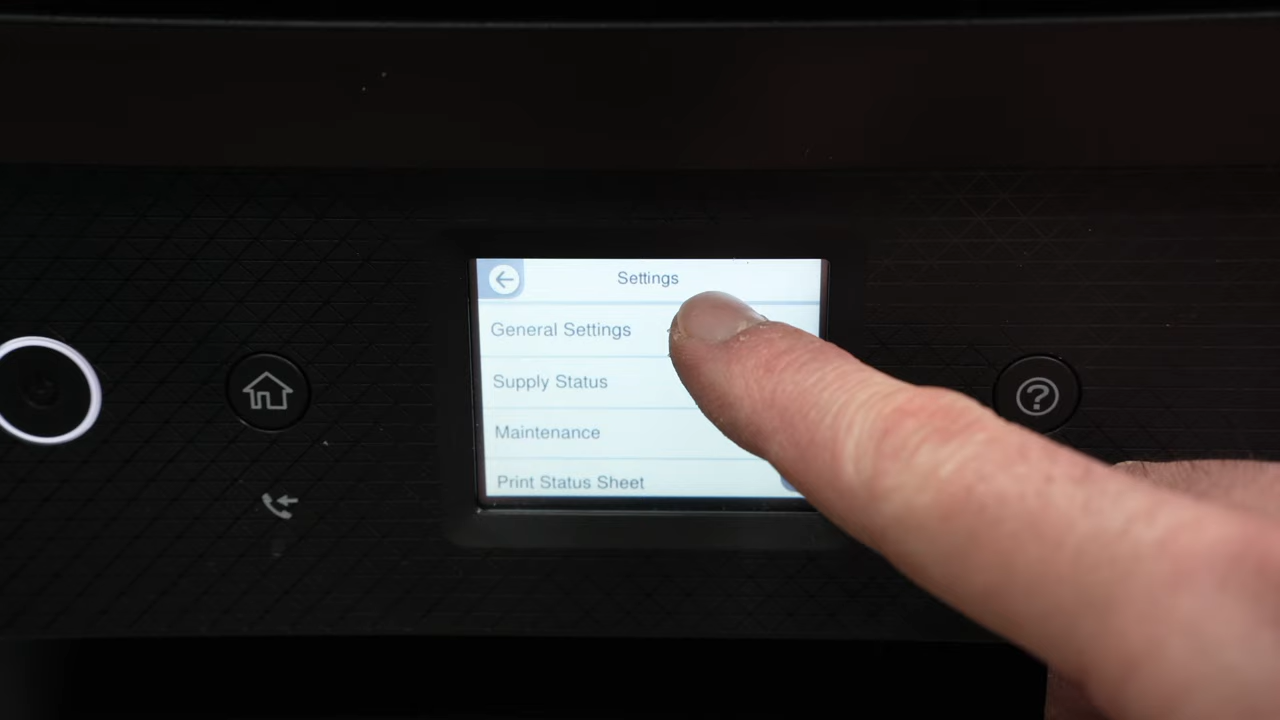 Settings
General Settings
Supply Status
Maintenance
Print Status Sheet
?